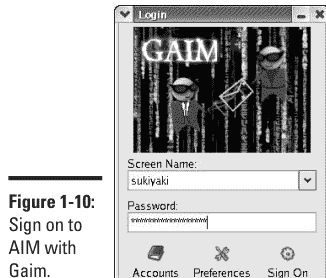 Login
GAIM
Screen Name:
sukiyaki
Password:
******************
Accounts Preferences Sign On
Figure 1-10:
Sign on to
AIM with
Gaim.